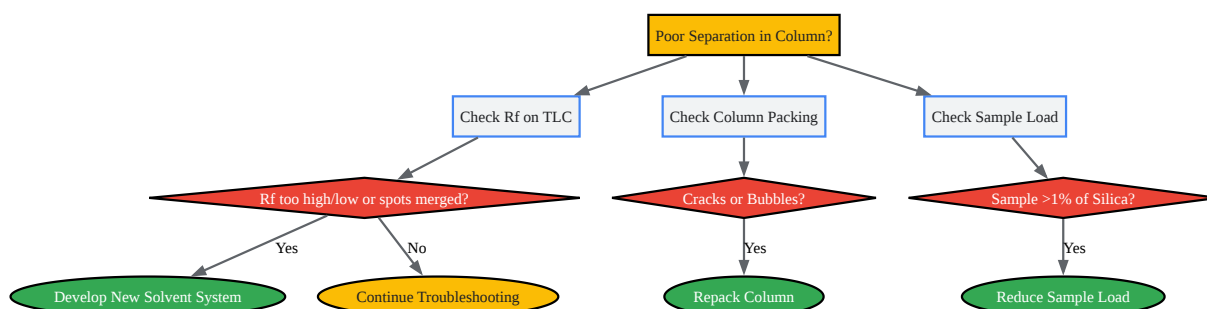 Poor Separation in Column?
Check Rf on TLC
Check Column Packing
Check Sample Load
Rf too high/low or spots merged?
Cracks or Bubbles?
Sample >1% of Silica?
Yes
No
Yes
Yes
Develop New Solvent System
Continue Troubleshooting
Repack Column
Reduce Sample Load